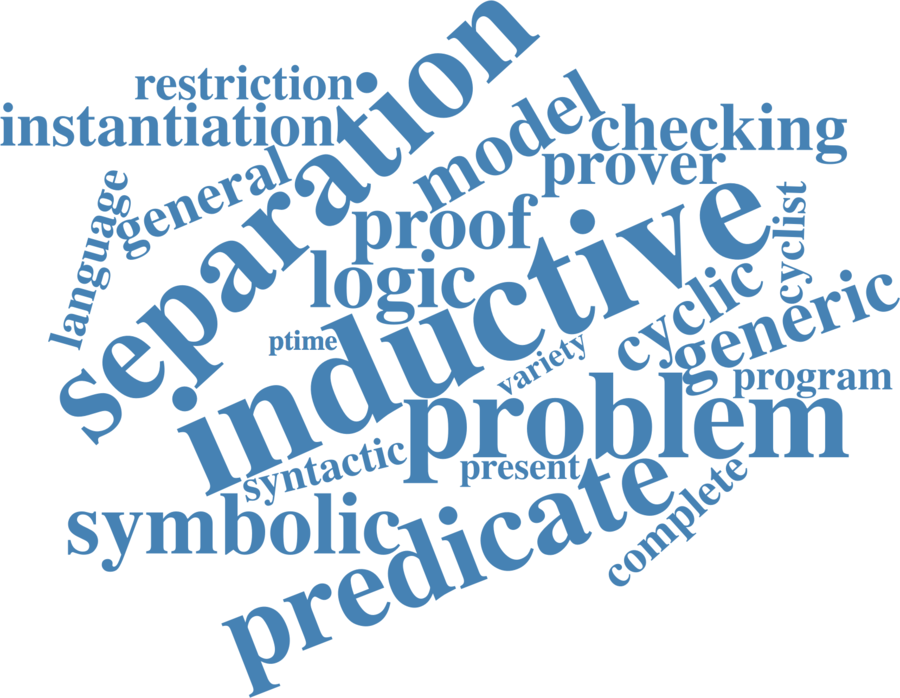 restriction
separation
instantiation
model
checking
prover
general
language
proof
inductive
cyclist
logic
cyclic
generic
ptime
variety
program
problem
syntactic
present
predicate
complete
symbolic